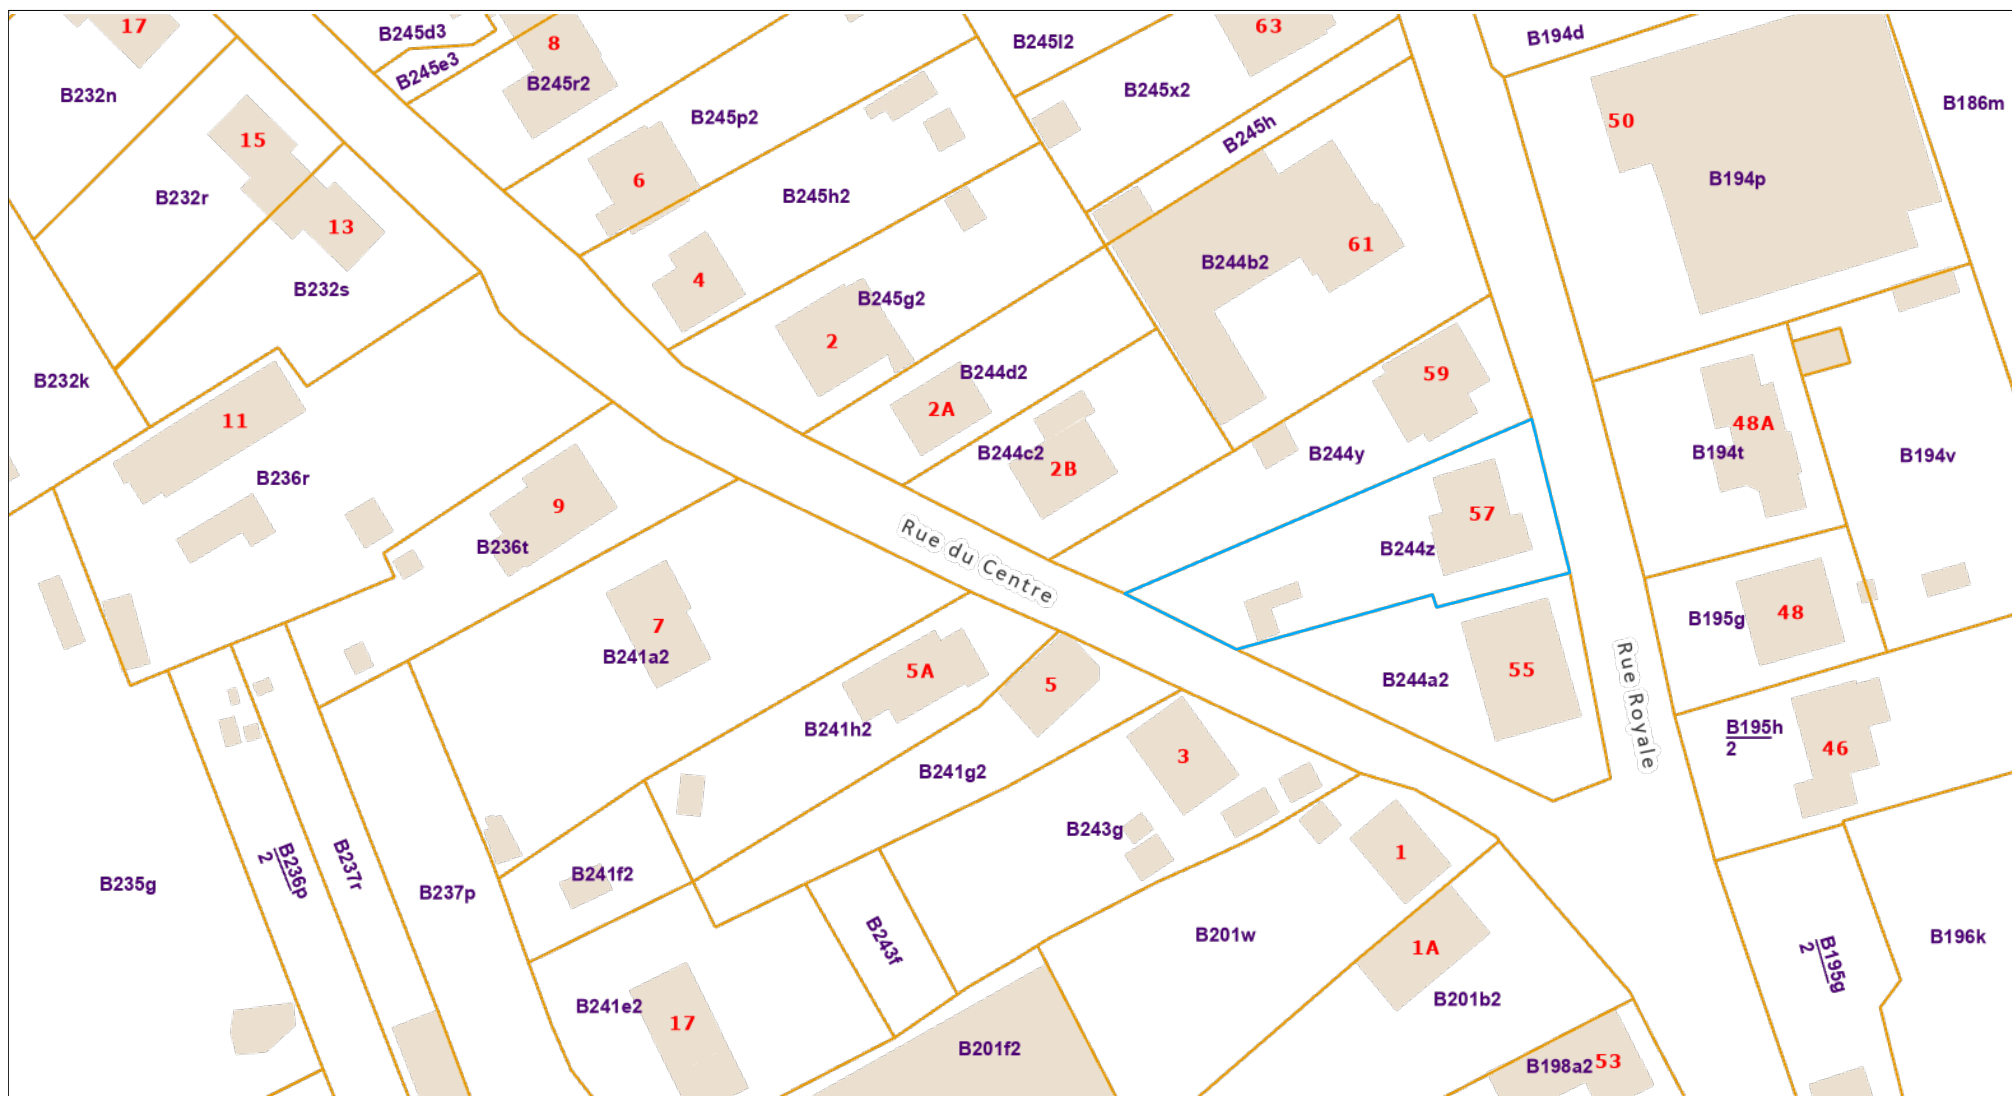 17
B245d3
8
B245l2
63
B194d
B232n
B245e3
B245r2
B245x2
B186m
B245p2
50
15
B245h
6
B194p
B232r
B245h2
13
61
B244b2
4
B232s
B245g2
2
B232k
B244d2
59
2A
11
48A
B244c2
B244y
B194t
B194v
2B
B236r
9
57
B236t
B244z
Rue du Centre
7
B195g
48
B241a2
5A
5
B244a2
55
Rue Royale
B241h2
B195h
2
46
3
B241g2
B243g
1
B236p
2
B237r
B241f2
B235g
B237p
B243f
B201w
1A
B195g
2
B196k
B241e2
17
B201b2
B201f2
B198a2
53